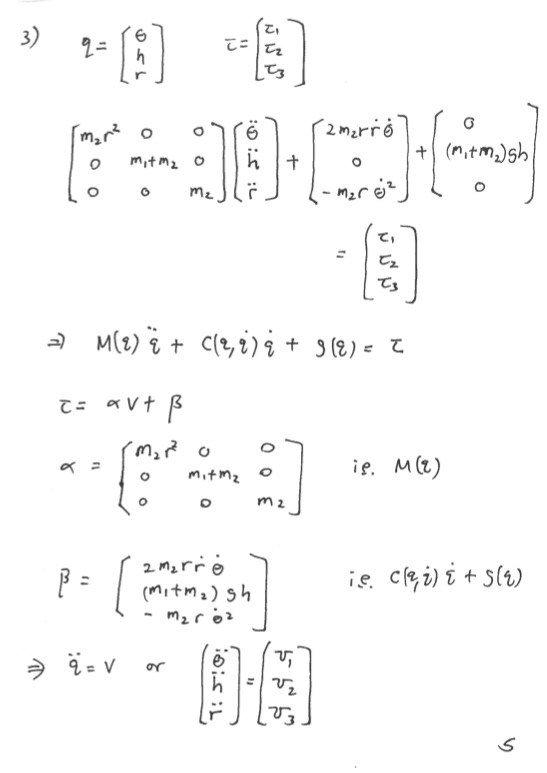 3) q = [θ h r] τ = [τ₁ τ₂ τ₃]
[m₂r² 0 0; 0 m₁+m₂ 0; 0 0 m₂] [θ̈ ḧ r̈] + [2m₂rṙθ̇; 0; -m₂rθ̇²] + [0; (m₁+m₂)gh; 0]
= [τ₁ τ₂ τ₃]
⇒ M(q) q̈ + C(q,q̇) q̇ + g(q) = τ
τ = αV + β
α = [m₂r² 0 0; 0 m₁+m₂ 0; 0 0 m₂] i.e. M(q)
β = [2m₂rṙθ̇; (m₁+m₂)gh; -m₂rθ̇²] i.e. C(q,q̇) q̇ + g(q)
⇒ q̈ = V or [θ̈ ḧ r̈] = [v₁ v₂ v₃]
5